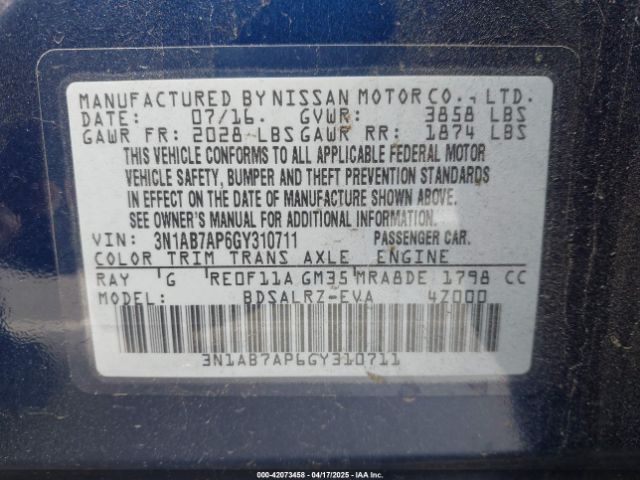 MANUFACTURED BY NISSAN MOTOR CO., LTD.
DATE: 07/16. GVWR: 3858 LBS
GAWR FR: 2028 LBS GAWR RR: 1874 LBS
THIS VEHICLE CONFORMS TO ALL APPLICABLE FEDERAL MOTOR
VEHICLE SAFETY, BUMPER AND THEFT PREVENTION STANDARDS
IN EFFECT ON THE DATE OF MANUFACTURE SHOWN ABOVE.
SEE OWNER'S MANUAL FOR ADDITIONAL INFORMATION.
VIN: 3N1AB7AP6GY310711 PASSENGER CAR.
COLOR TRIM TRANS AXLE ENGINE
RAY G RE0F11A GM35 MRA8DE 1798 CC
MODEL: BDSALRZ-EVA 4Z000
3N1AB7AP6GY310711
000-42073458 - 04/17/2025 - COPART, INC.